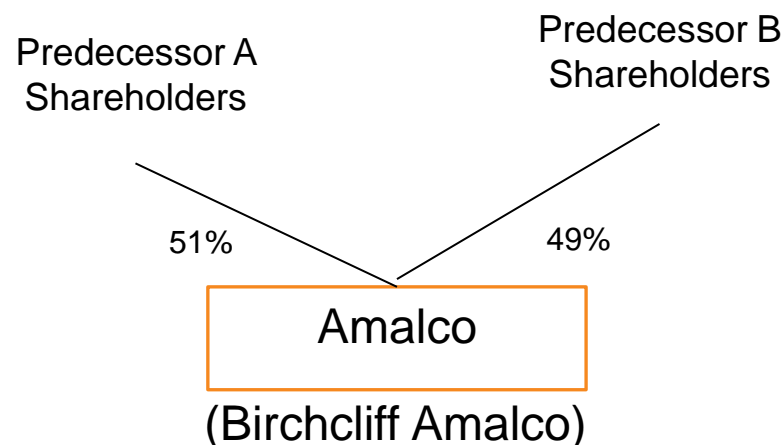 Predecessor A
Shareholders
Predecessor B
Shareholders
51%
49%
Amalco
(Birchcliff Amalco)